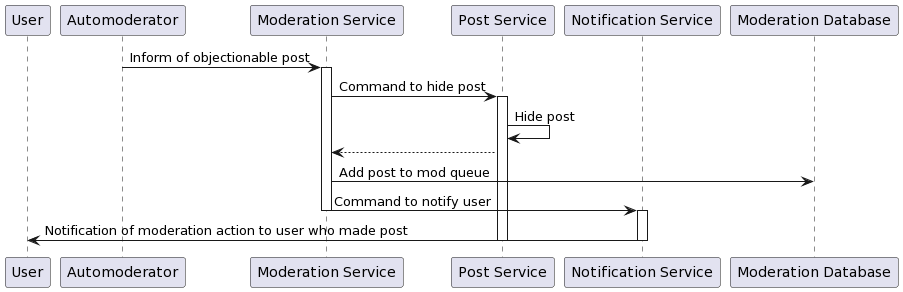 User
Automoderator
Moderation Service
Post Service
Notification Service
Moderation Database
Inform of objectionable post
Command to hide post
Hide post
Add post to mod queue
Command to notify user
Notification of moderation action to user who made post
User
Automoderator
Moderation Service
Post Service
Notification Service
Moderation Database